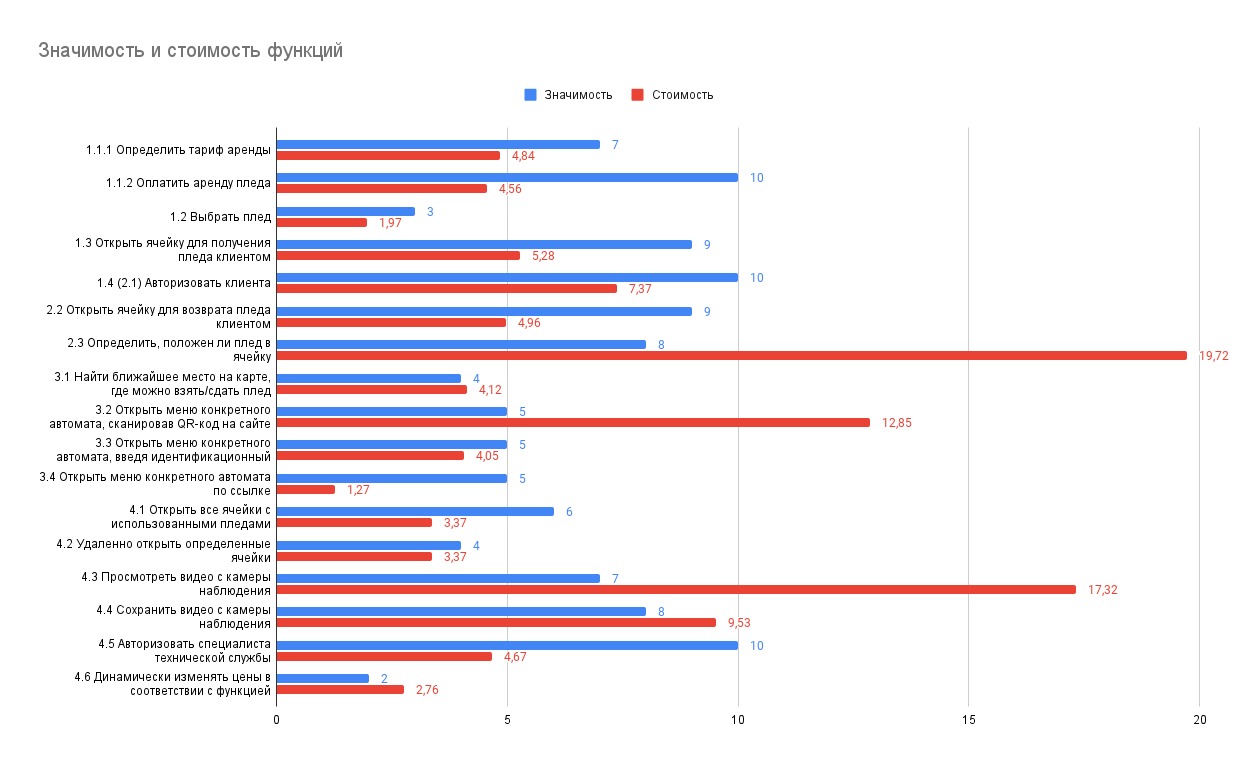 Значимость и стоимость функций
Значимость
Стоимость
1.1.1 Определить тариф аренды
7
4,84
1.1.2 Оплатить аренду пледа
10
4,56
1.2 Выбрать плед
3
1,97
1.3 Открыть ячейку для получения
пледа клиентом
9
5,28
1.4 (2.1) Авторизовать клиента
10
7,37
2.2 Открыть ячейку для возврата пледа
клиентом
9
4,96
2.3 Определить, положен ли плед в
ячейку
8
19,72
3.1 Найти ближайшее место на карте,
где можно взять/сдать плед
4
4,12
3.2 Открыть меню конкретного
автомата, сканировав QR-код на сайте
5
12,85
3.3 Открыть меню конкретного
автомата, введя идентификационный
5
4,05
3.4 Открыть меню конкретного автомата
по ссылке
5
1,27
4.1 Открыть все ячейки с
использованными пледами
6
3,37
4.2 Удаленно открыть определенные
ячейки
4
3,37
4.3 Просмотреть видео с камеры
наблюдения
7
17,32
4.4 Сохранить видео с камеры
наблюдения
8
9,53
4.5 Авторизовать специалиста
технической службы
10
4,67
4.6 Динамически изменять цены в
соответствии с функцией
2
2,76
0
5
10
15
20